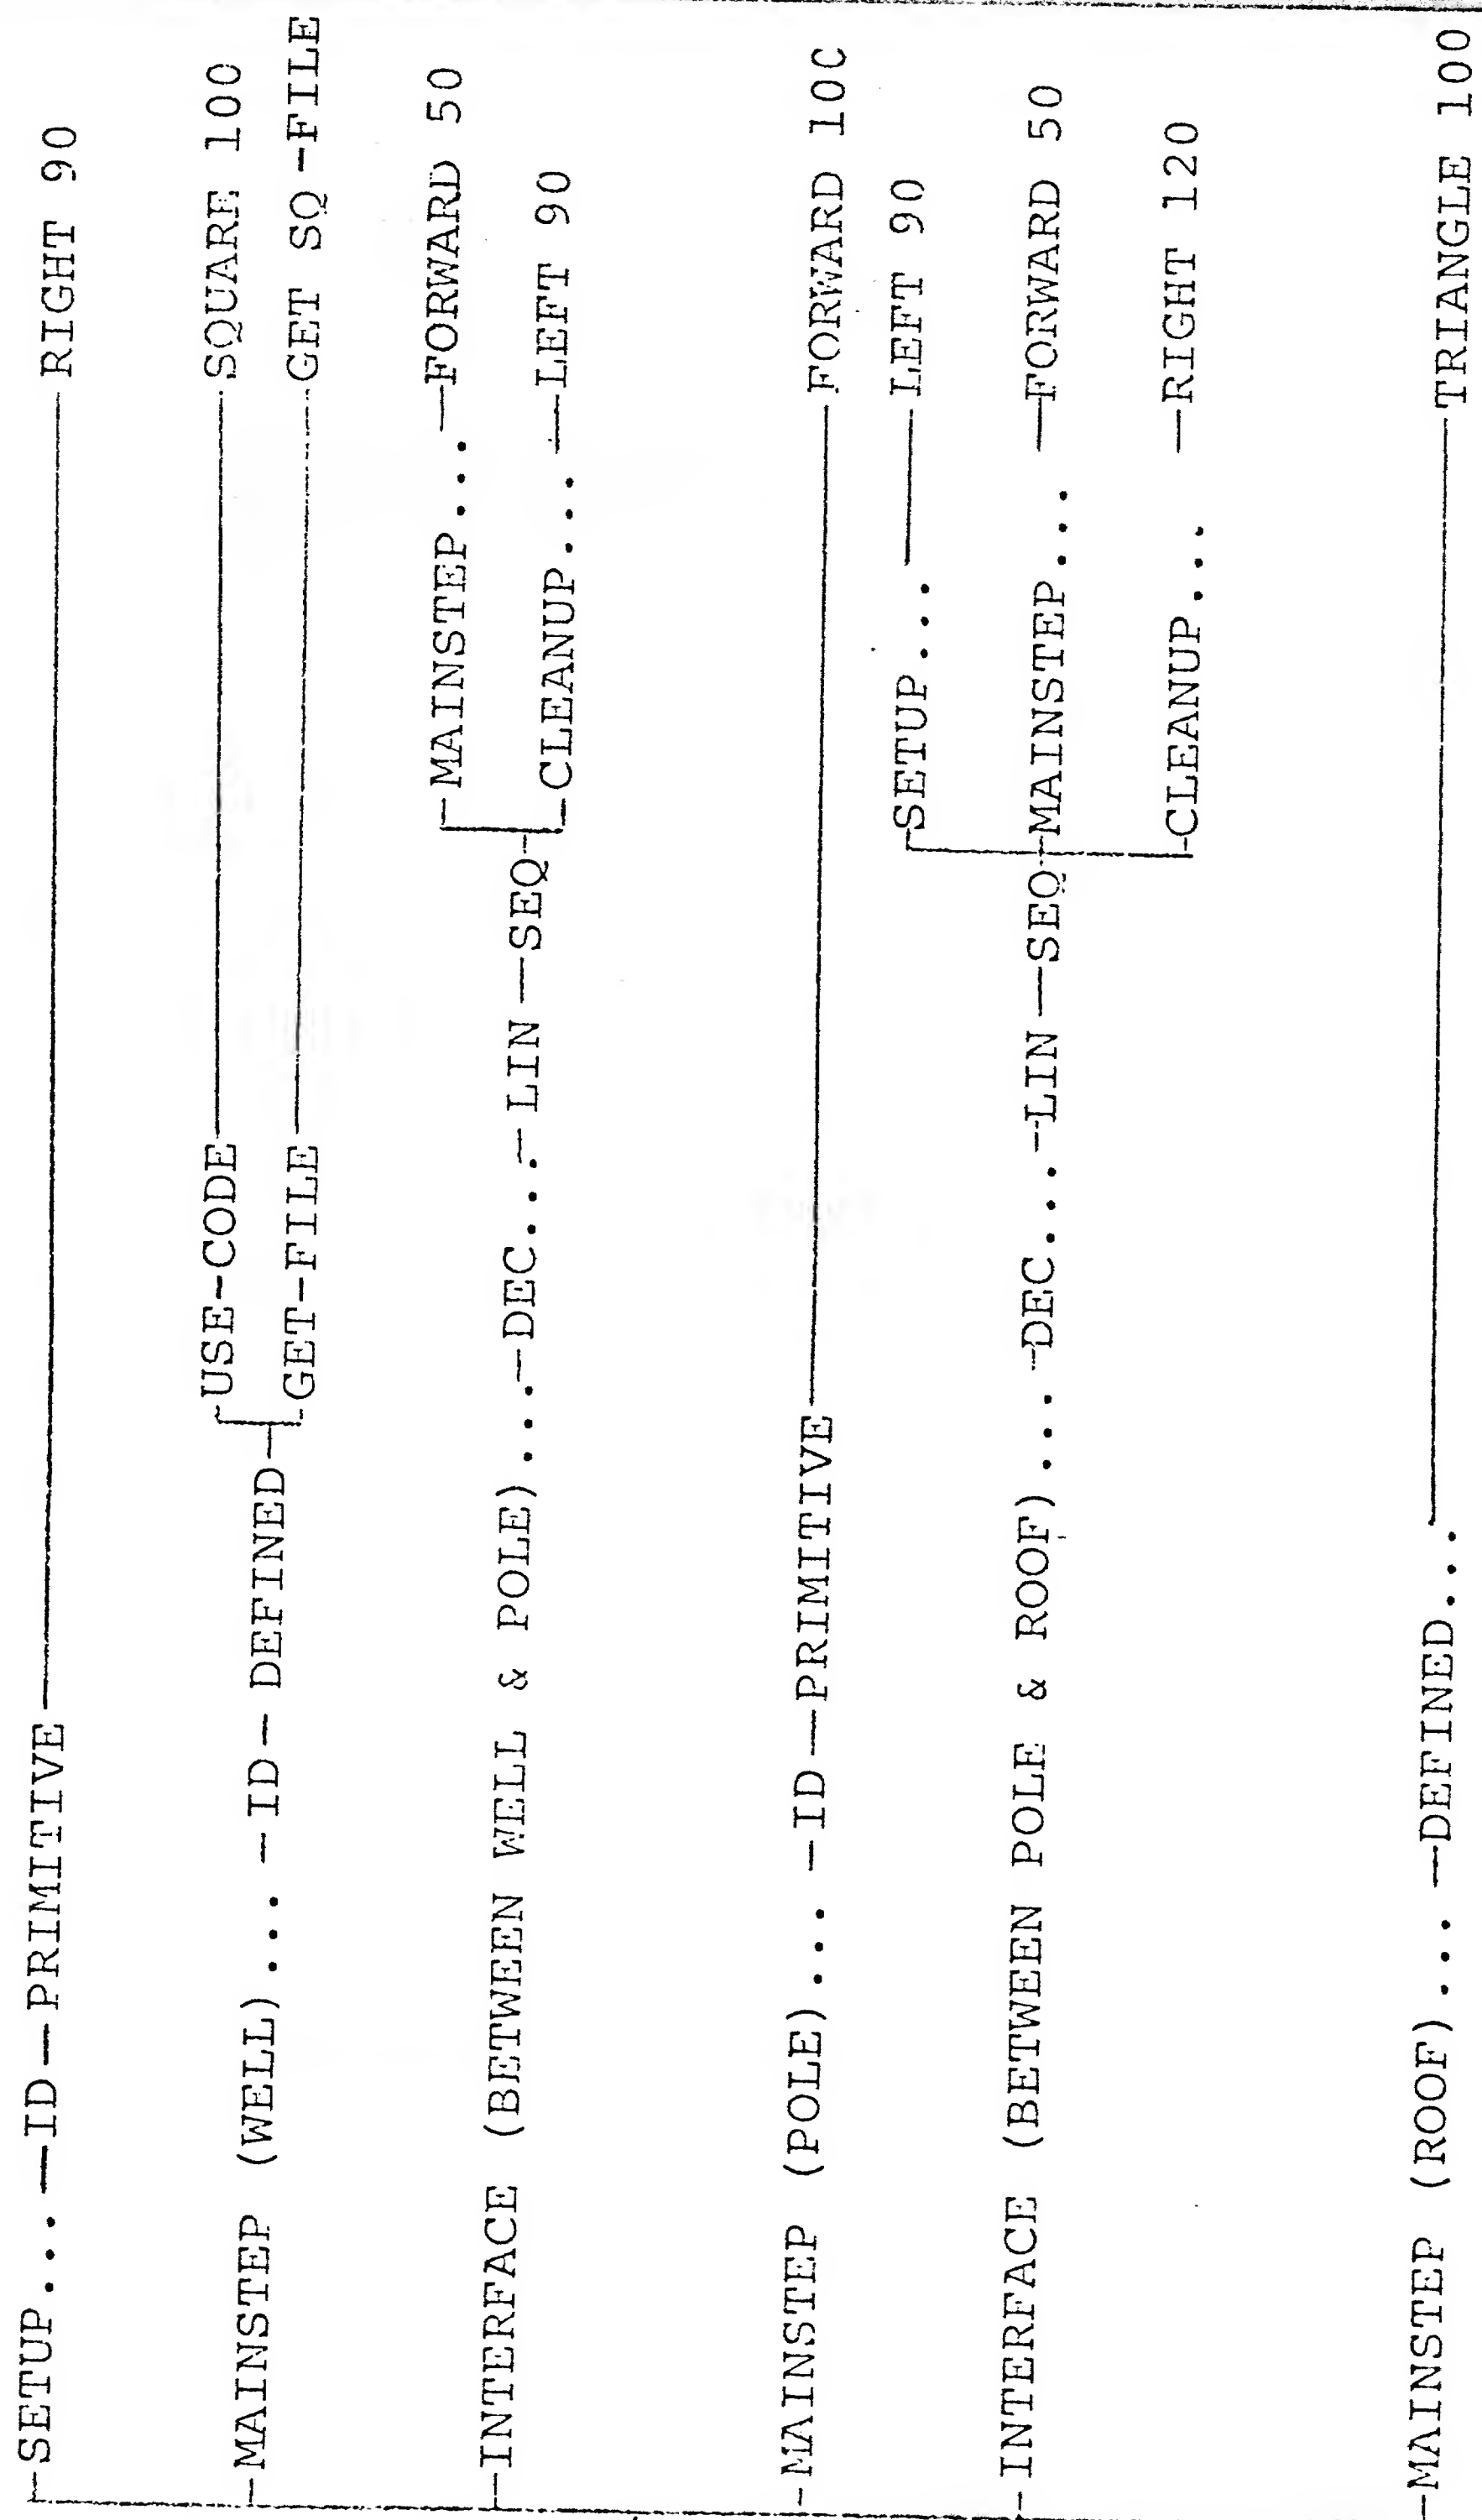 SETUP... —ID—PRIMITIVE— RIGHT 90
USE-CODE—SQUARE 100
MAINSTEP (WELL)... —ID— DEFINED
GET-FILE—GET SQ-FILE
MAINSTEP... —FORWARD 50
INTERFACE (BETWEEN WELL & POLE)...—DEC...— LIN —SEQ
CLEANUP... —LEFT 90
MAINSTEP (POLE)... —ID—PRIMITIVE—FORWARD 100
SETUP... — LEFT 90
INTERFACE (BETWEEN POLE & ROOF)... —DEC... —LIN —SEQ—MAINSTEP... —FORWARD 50
CLEANUP... —RIGHT 120
MAINSTEP (ROOF)... —DEFINED... —TRIANGLE 100